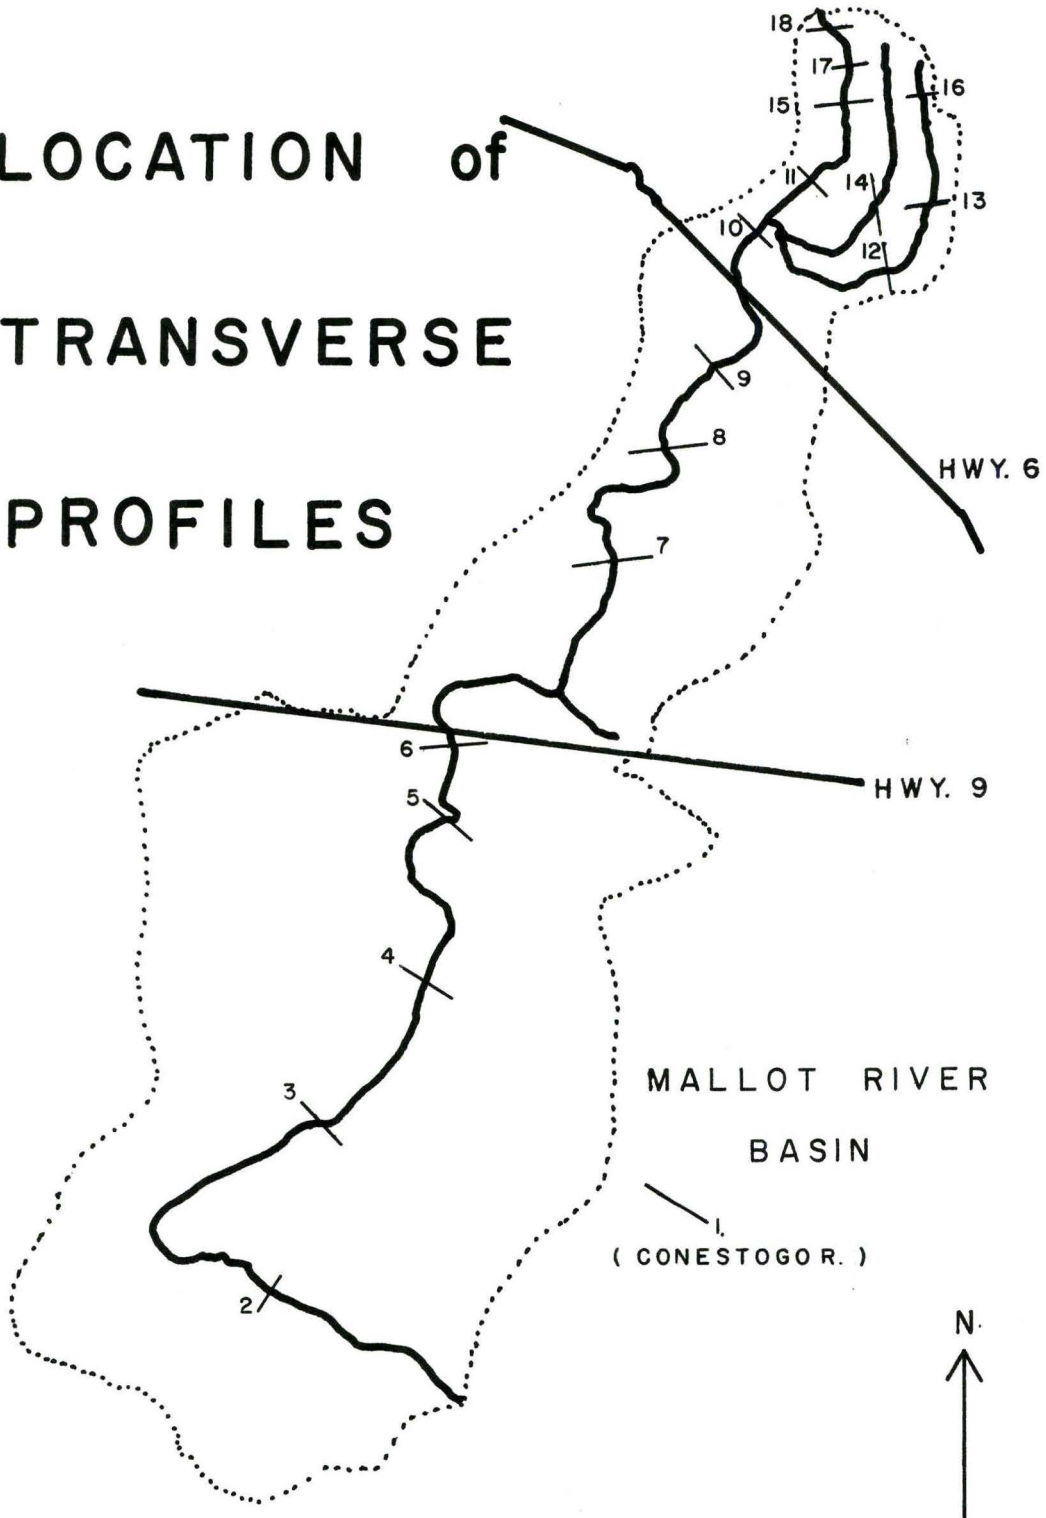 LOCATION of
TRANSVERSE
PROFILES
18
17
15
16
11
14
13
10
12
9
8
HWY. 6
7
6
HWY. 9
5
4
3
MALLOT RIVER
BASIN
1.
(CONESTOGO R.)
2
N.